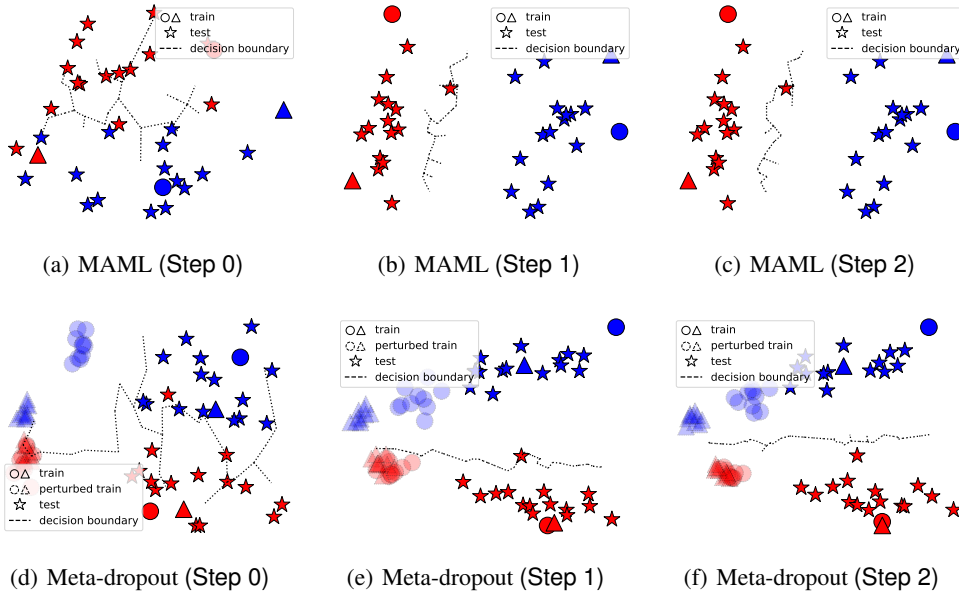 train
test
decision boundary
train
test
decision boundary
train
test
decision boundary
(a) MAML (Step 0)
(b) MAML (Step 1)
(c) MAML (Step 2)
train
perturbed train
test
decision boundary
train
perturbed train
test
decision boundary
train
perturbed train
test
decision boundary
(d) Meta-dropout (Step 0)
(e) Meta-dropout (Step 1)
(f) Meta-dropout (Step 2)